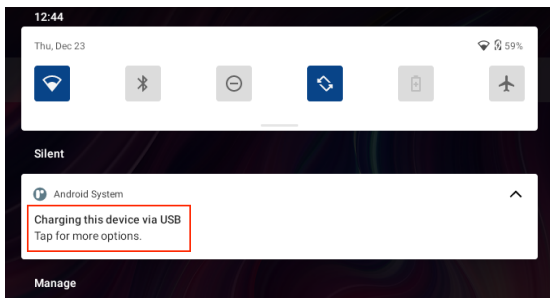 12:44
Thu, Dec 23
59%
Silent
Android System
Charging this device via USB
Tap for more options.
Manage